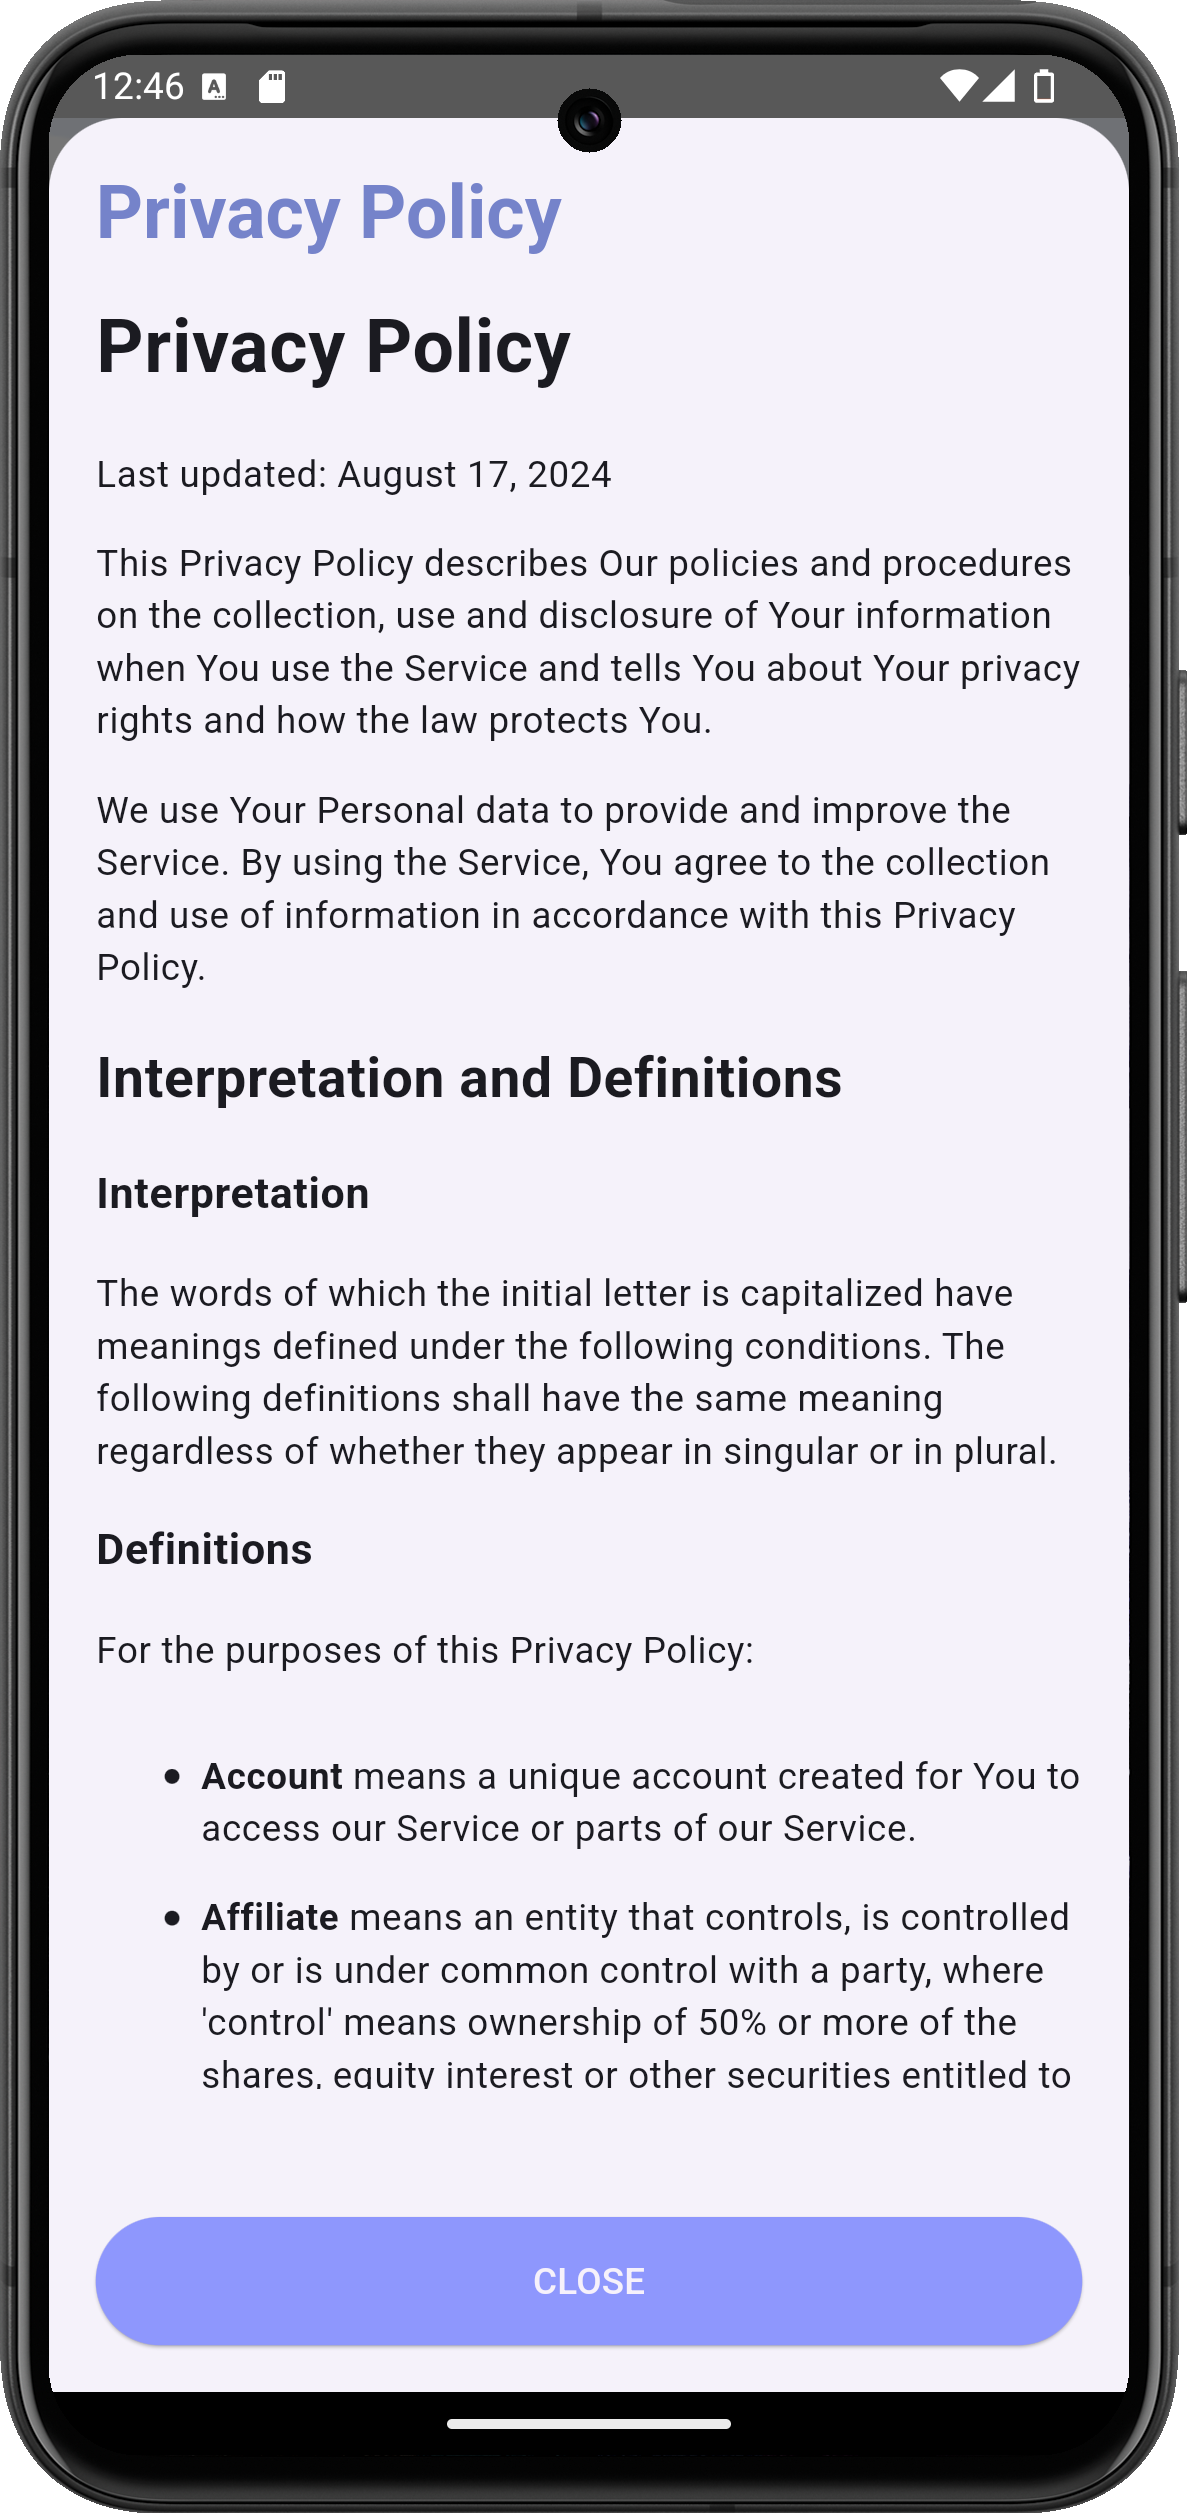 12:46
Privacy Policy
Privacy Policy
Last updated: August 17, 2024
This Privacy Policy describes Our policies and procedures
on the collection, use and disclosure of Your information
when You use the Service and tells You about Your privacy
rights and how the law protects You.
We use Your Personal data to provide and improve the
Service. By using the Service, You agree to the collection
and use of information in accordance with this Privacy
Policy.
Interpretation and Definitions
Interpretation
The words of which the initial letter is capitalized have
meanings defined under the following conditions. The
following definitions shall have the same meaning
regardless of whether they appear in singular or in plural.
Definitions
For the purposes of this Privacy Policy:
• Account means a unique account created for You to
access our Service or parts of our Service.
• Affiliate means an entity that controls, is controlled
by or is under common control with a party, where
'control' means ownership of 50% or more of the
shares, equity interest or other securities entitled to
CLOSE